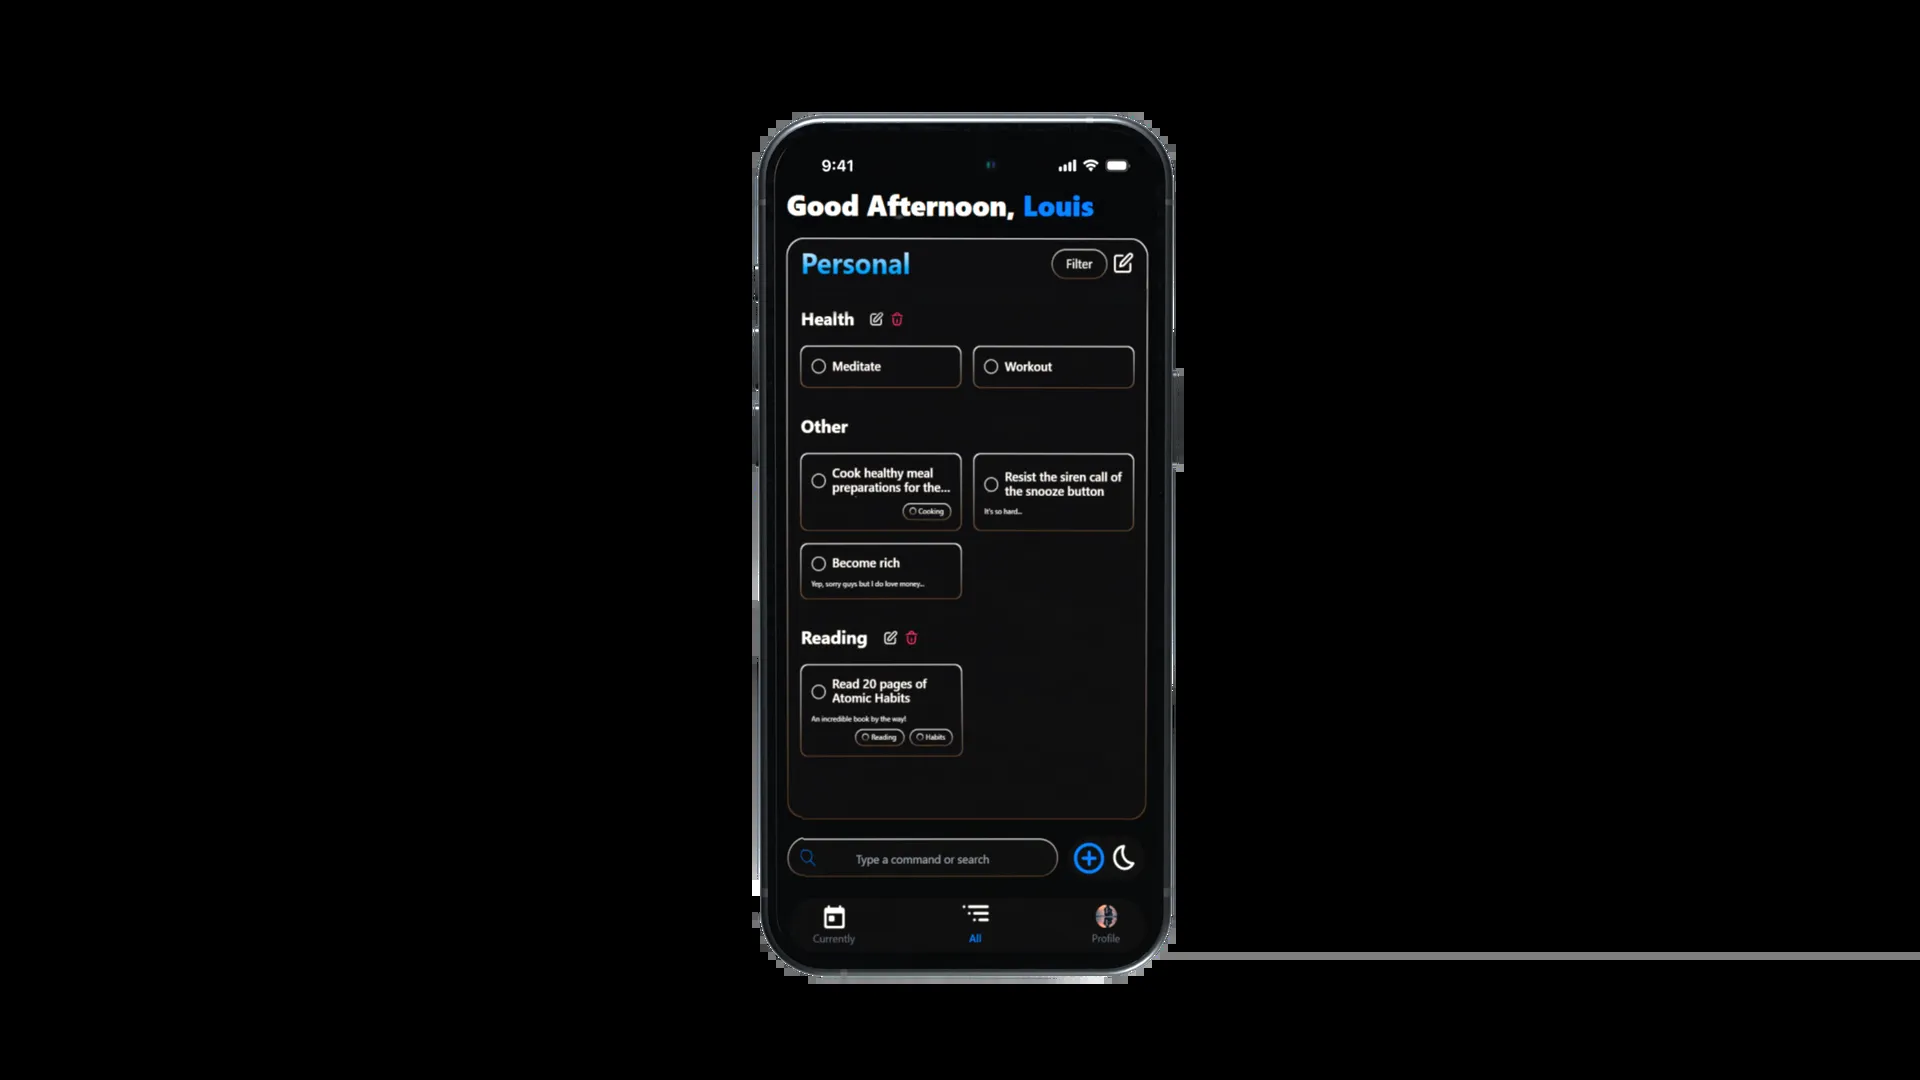 9:41
Good Afternoon, Louis
Personal
Filter
Health
Meditate
Workout
Other
Cook healthy meal
preparations for the...
Cooking
Resist the siren call of
the snooze button
It's so hard...
Become rich
Yep, sorry guys but I do love money...
Reading
Read 20 pages of
Atomic Habits
An incredible book by the way!
Reading
Habits
Type a command or search
Currently
All
Profile